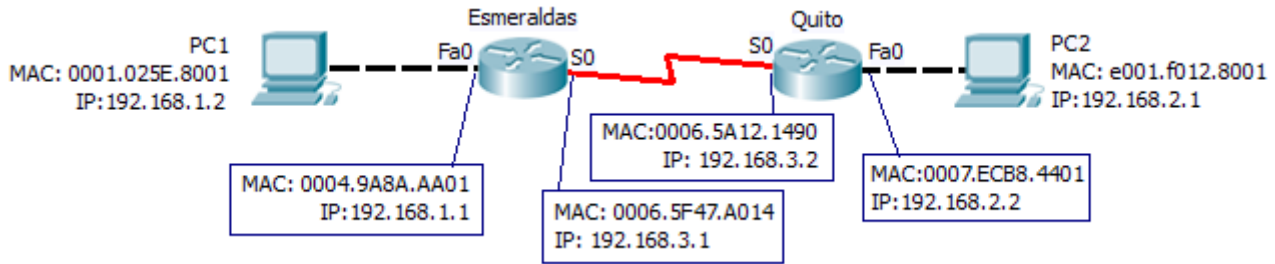 Esmeraldas
Quito
PC1
MAC: 0001.025E.8001
IP:192.168.1.2
Fa0
S0
S0
Fa0
PC2
MAC: e001.f012.8001
IP:192.168.2.1
MAC: 0004.9A8A.AA01
IP:192.168.1.1
MAC: 0006.5F47.A014
IP: 192.168.3.1
MAC:0006.5A12.1490
IP: 192.168.3.2
MAC:0007.ECB8.4401
IP:192.168.2.2